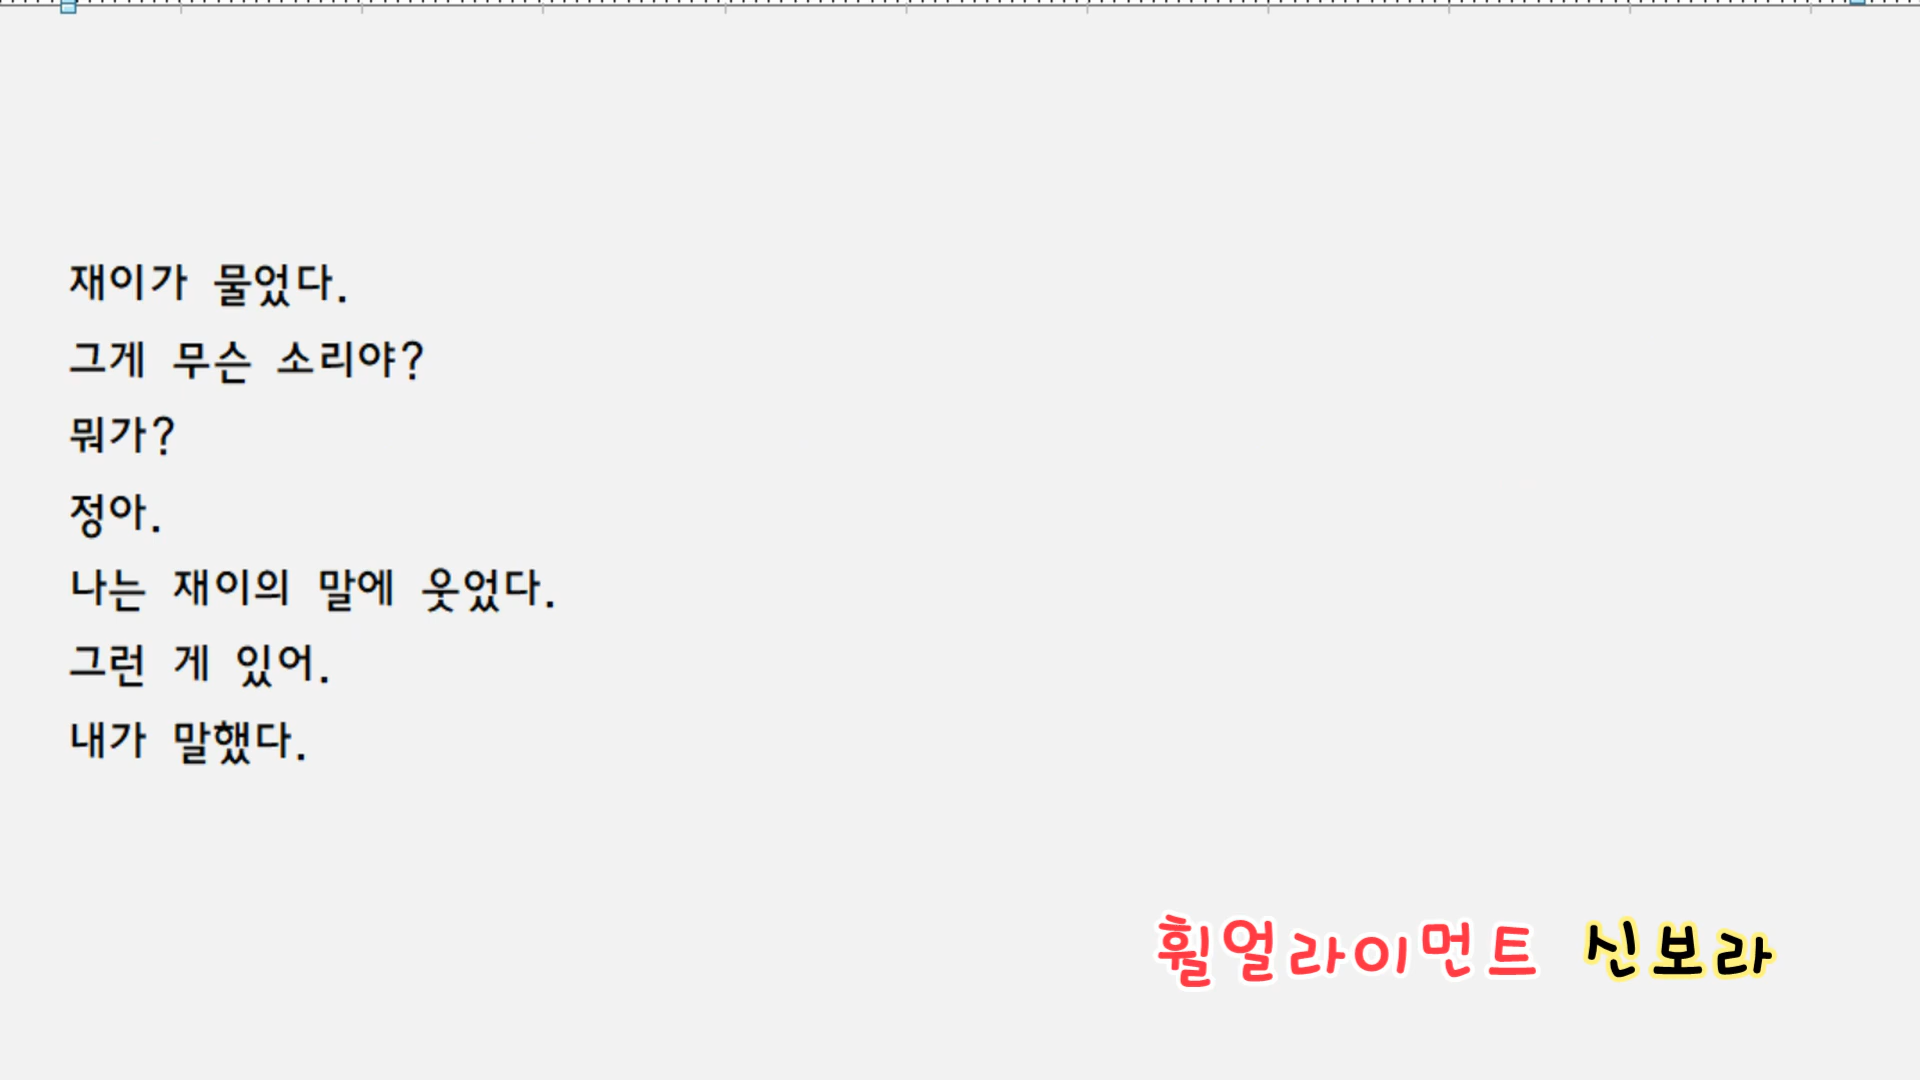 재이가 물었다.
그게 무슨 소리야?
뭐가?
정아.
나는 재이의 말에 웃었다.
그런 게 있어.
내가 말했다.
휠얼라이먼트 신보라